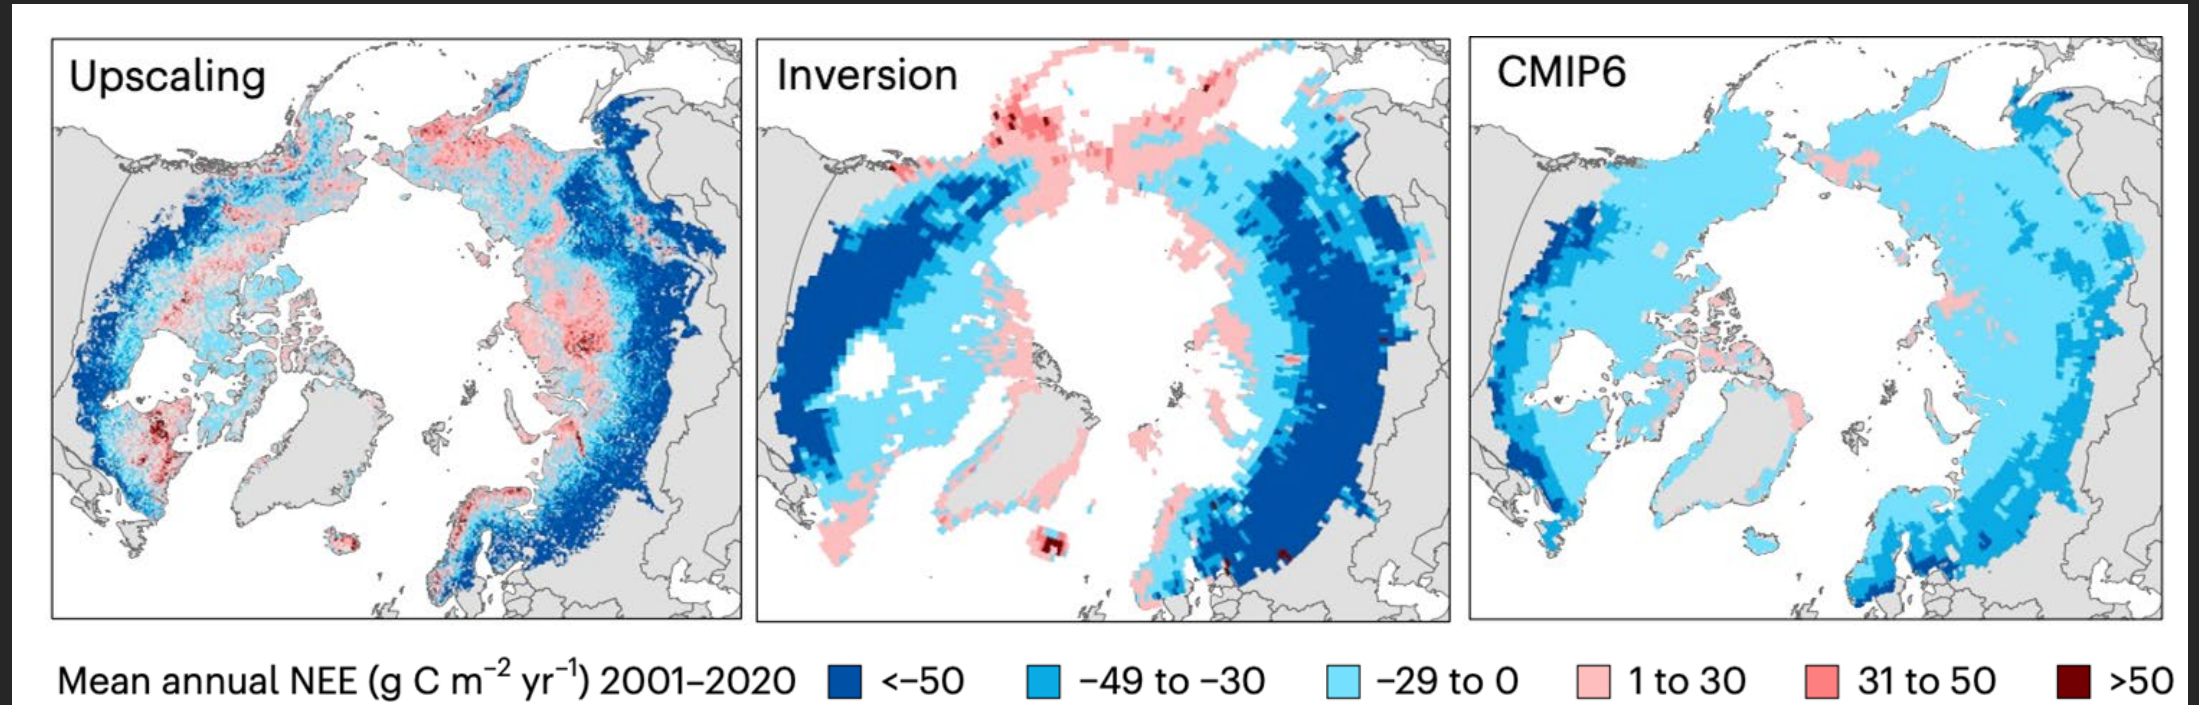 Upscaling
Inversion
CMIP6
Mean annual NEE (g C m⁻² yr⁻¹) 2001–2020 <–50 –49 to –30 –29 to 0 1 to 30 31 to 50 >50